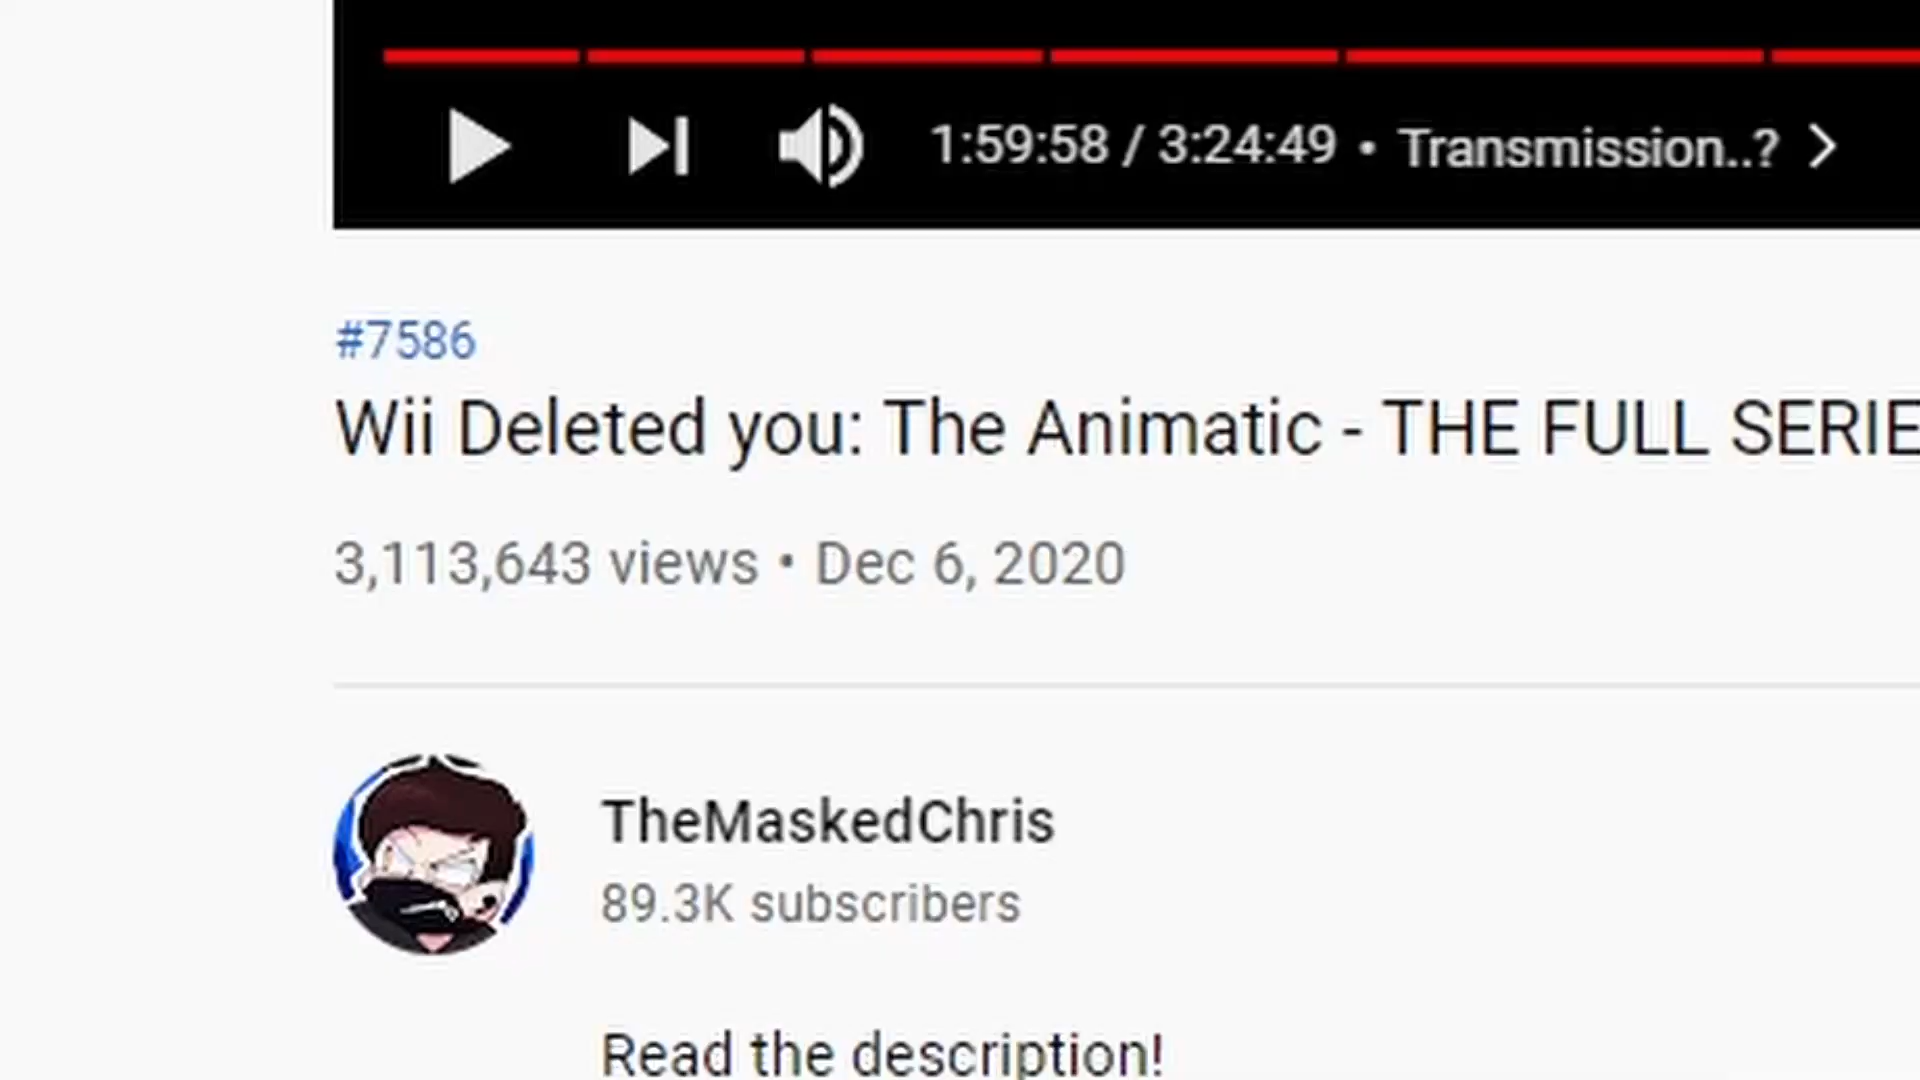 1:59:58 / 3:24:49 • Transmission..?
#7586
Wii Deleted you: The Animatic - THE FULL SERIE
3,113,643 views • Dec 6, 2020
TheMaskedChris
89.3K subscribers
Read the description!